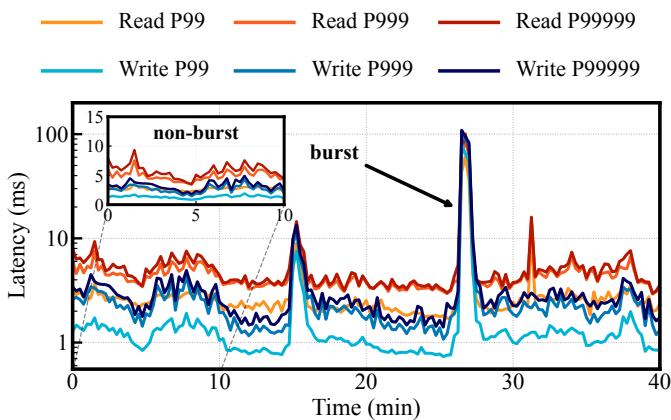 Read P99 Read P999 Read P99999
Write P99 Write P999 Write P99999
Latency (ms)
100
10
1
15
10
5
0
non-burst
0 5 10
burst
0 10 20 30 40
Time (min)